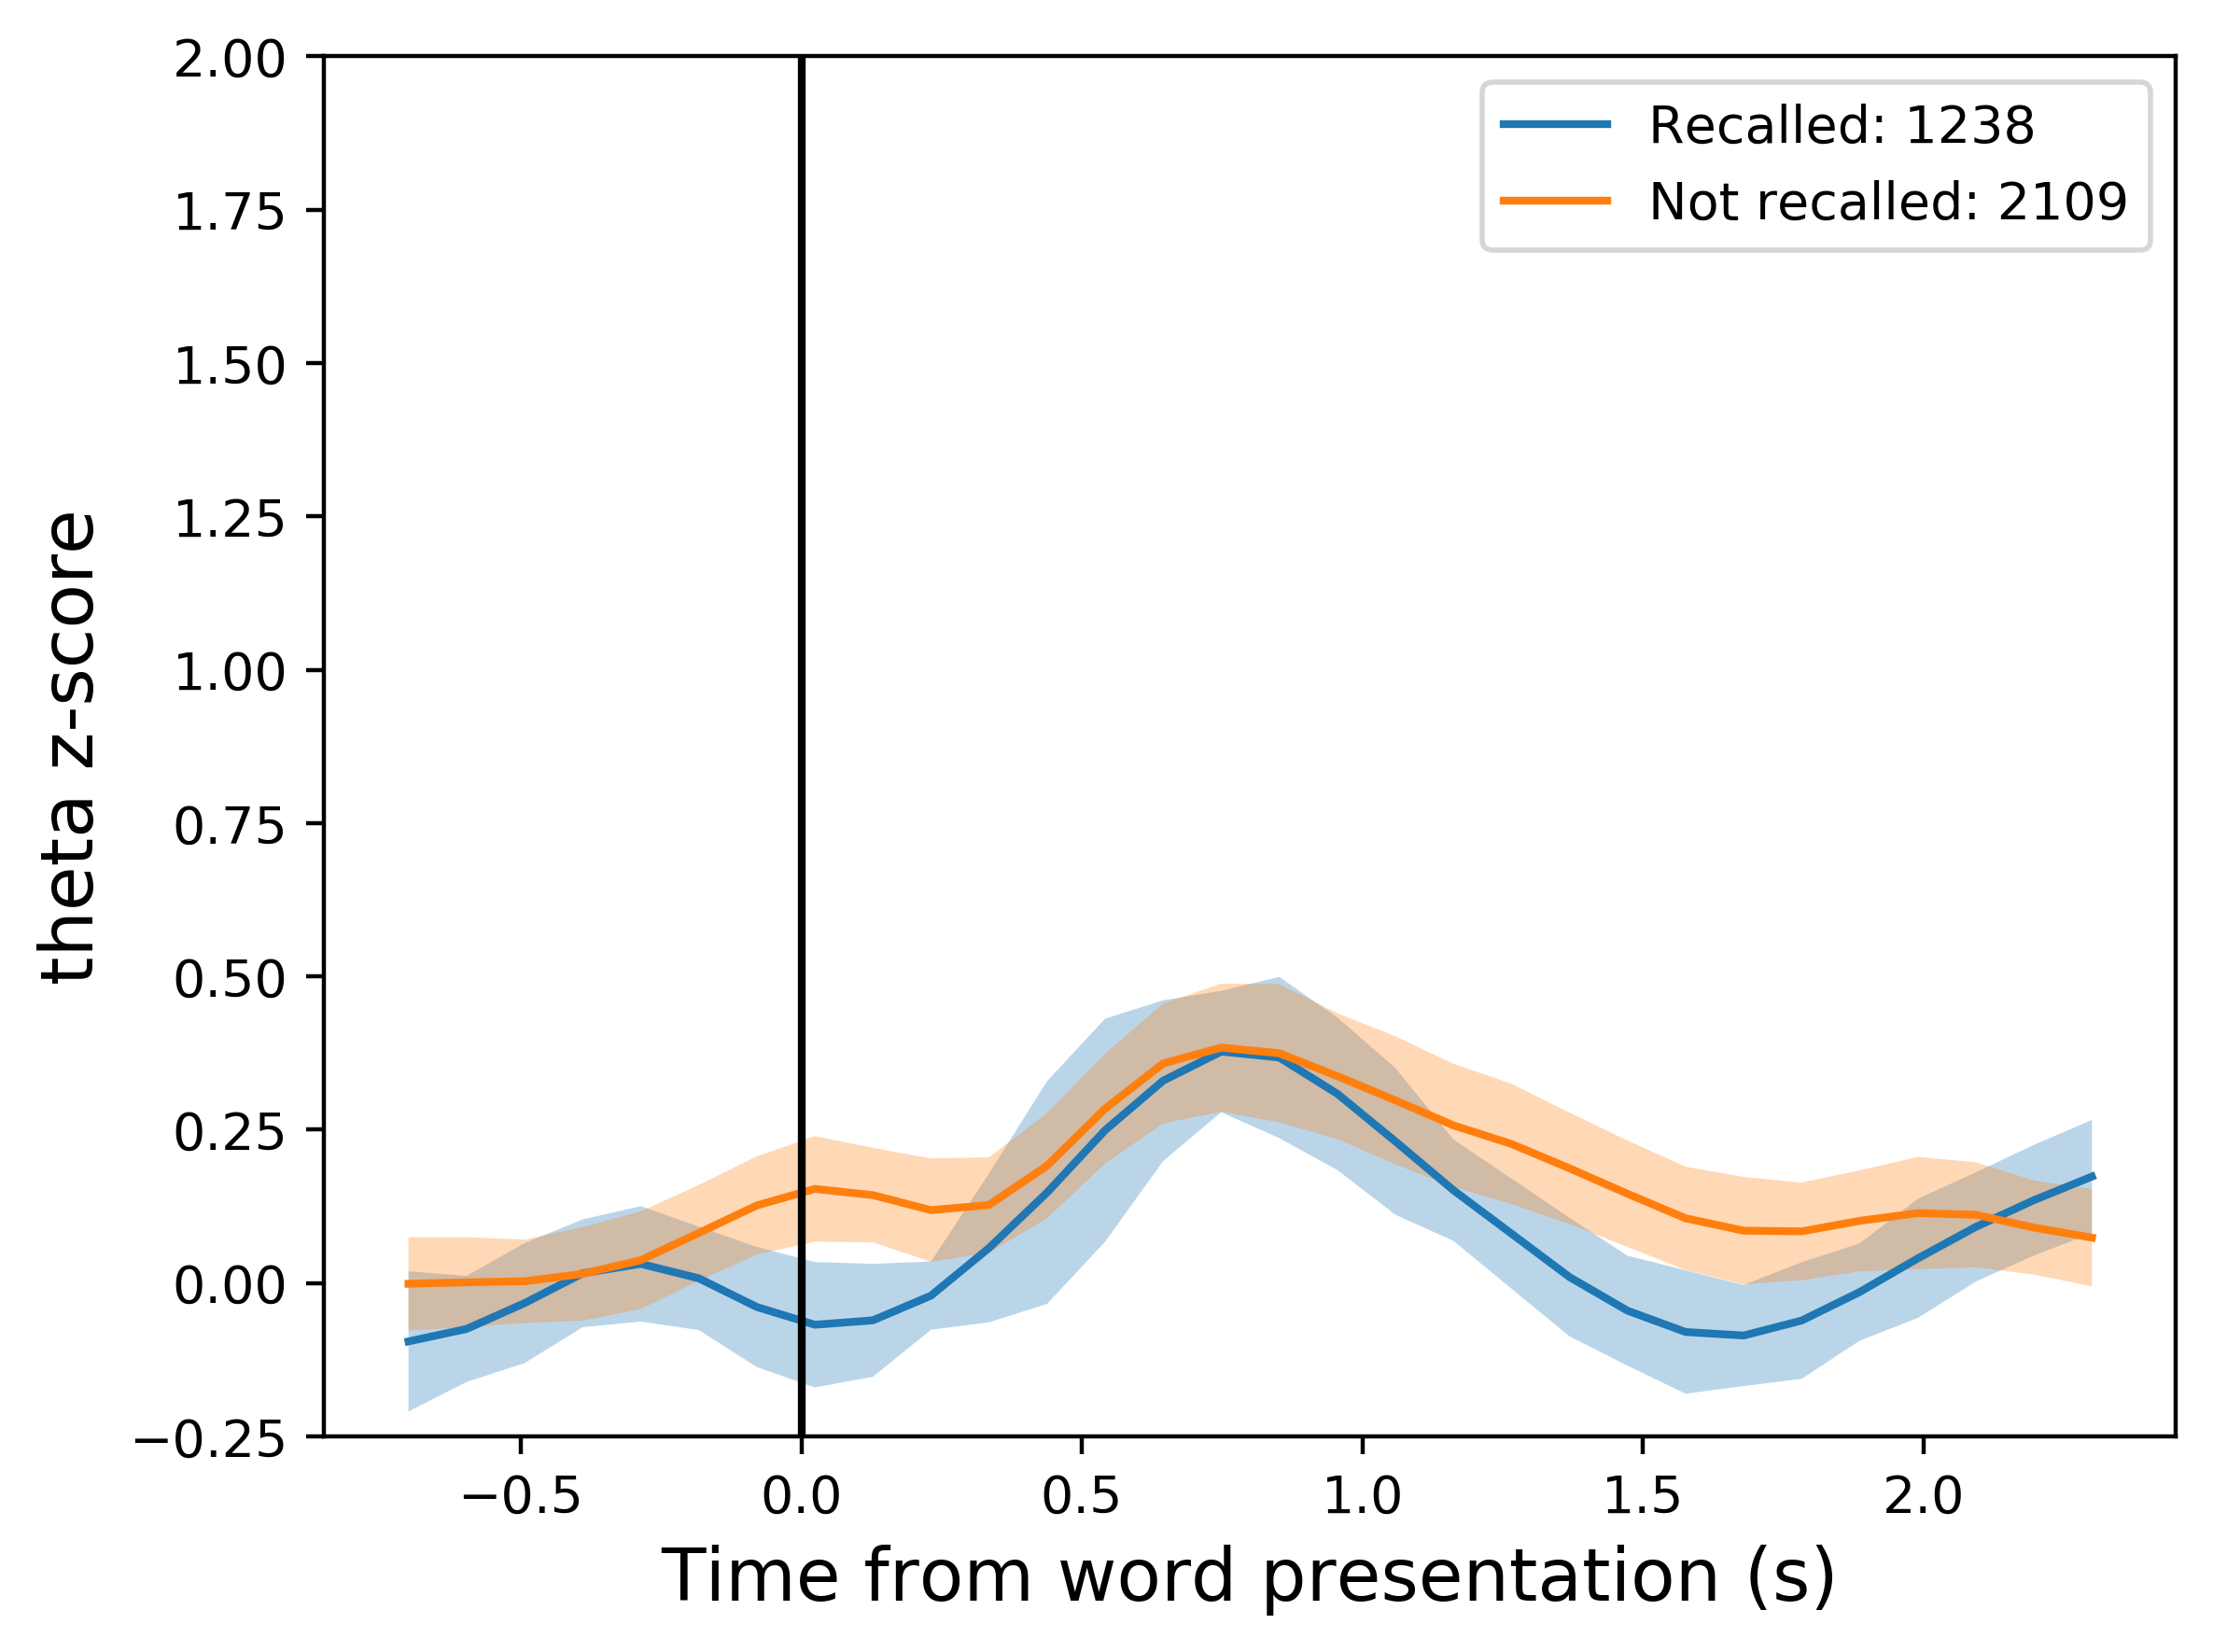 2.00
1.75
1.50
1.25
1.00
0.75
0.50
0.25
0.00
−0.25
theta z-score
Recalled: 1238
Not recalled: 2109
−0.5 0.0 0.5 1.0 1.5 2.0
Time from word presentation (s)